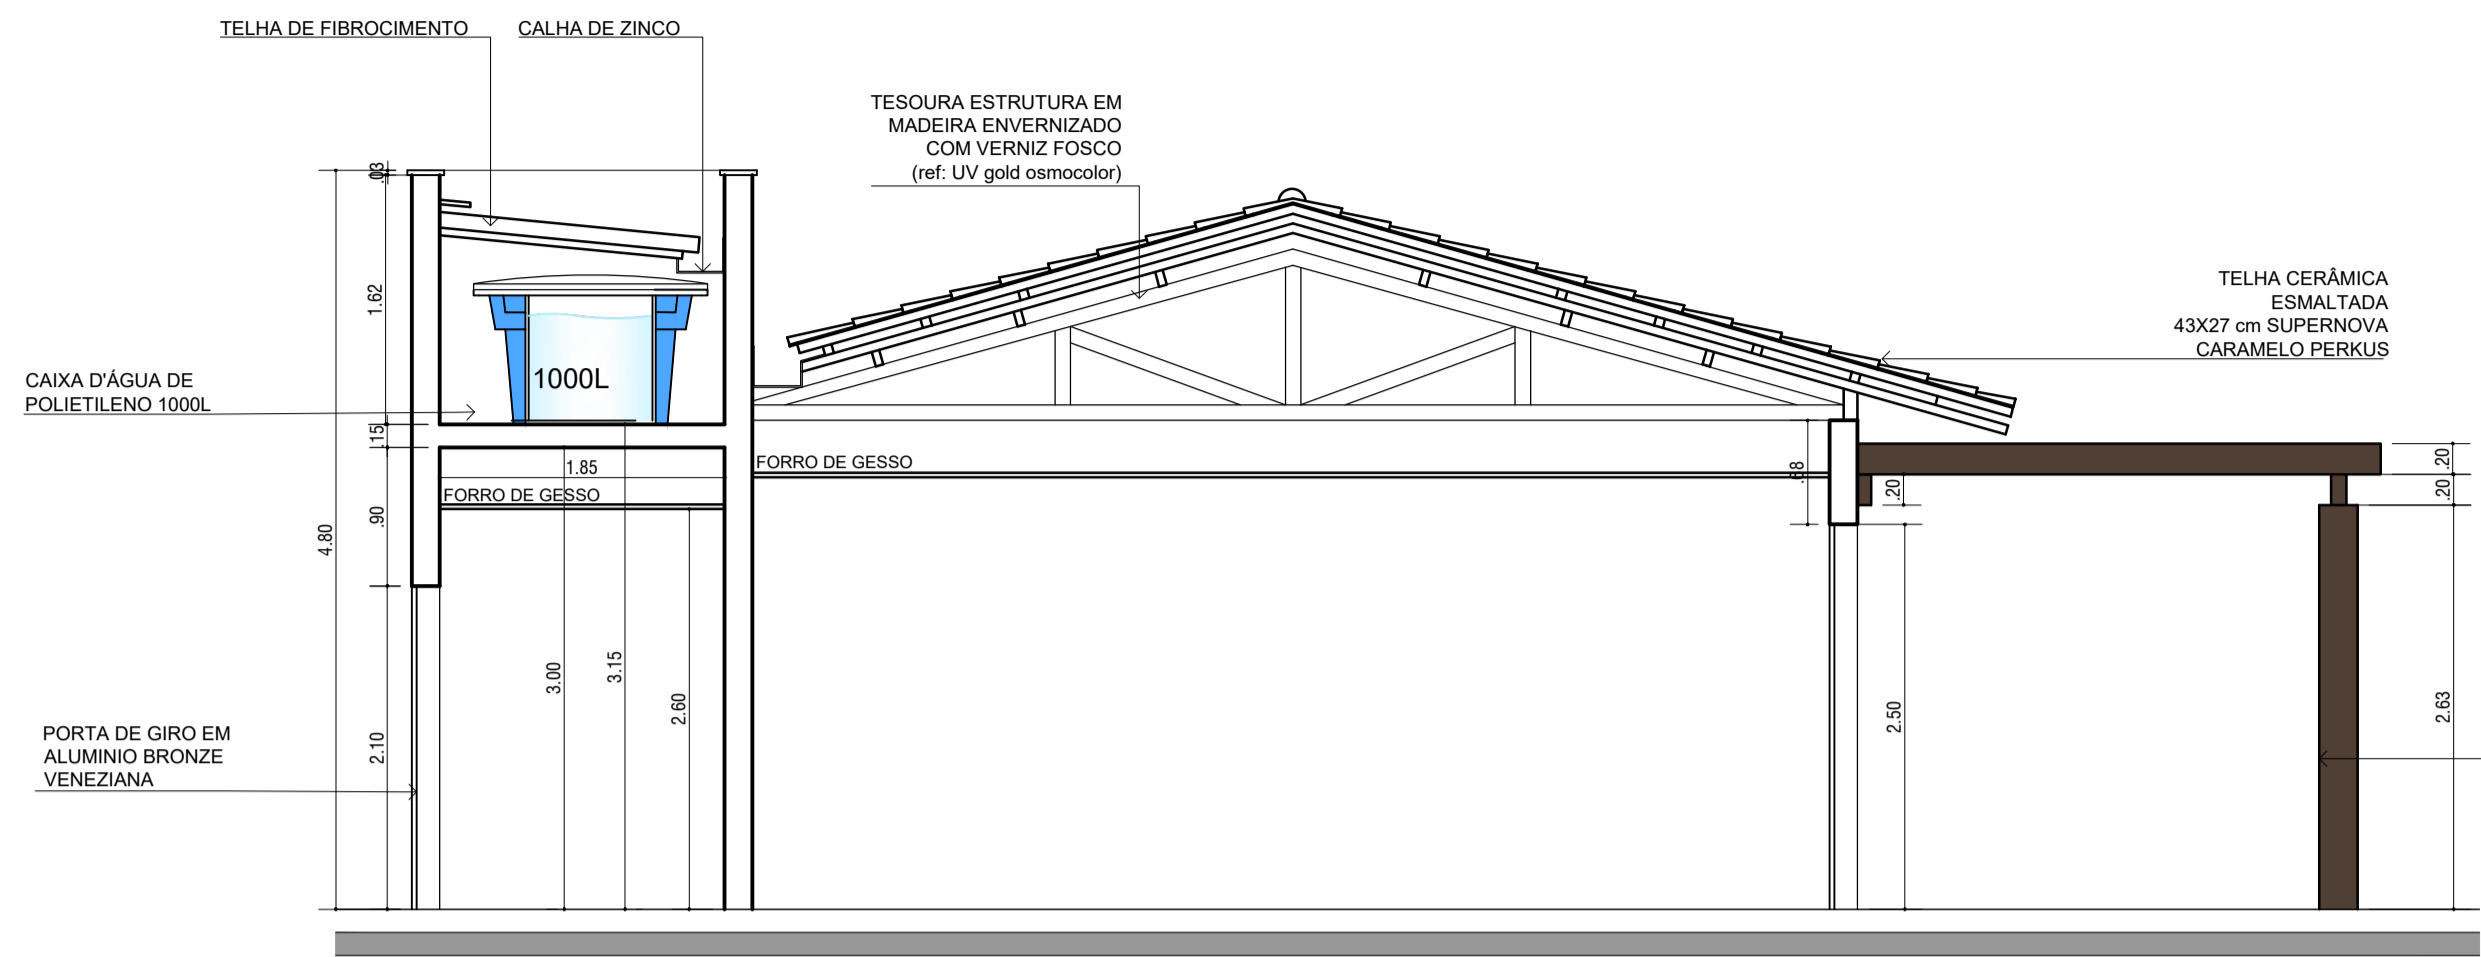 TELHA DE FIBROCIMENTO
CALHA DE ZINCO
TESOURA ESTRUTURA EM
MADEIRA ENVERNIZADO
COM VERNIZ FOSCO
(ref: UV gold osmocolor)
TELHA CERÂMICA
ESMALTADA
43X27 cm SUPERNOVA
CARAMELO PERKUS
.03
1.62
1000L
CAIXA D'ÁGUA DE
POLIETILENO 1000L
.15
1.85
FORRO DE GESSO
FORRO DE GESSO
.90
4.80
.68
.20
.20
.20
3.00
3.15
2.60
2.50
2.63
2.10
PORTA DE GIRO EM
ALUMINIO BRONZE
VENEZIANA